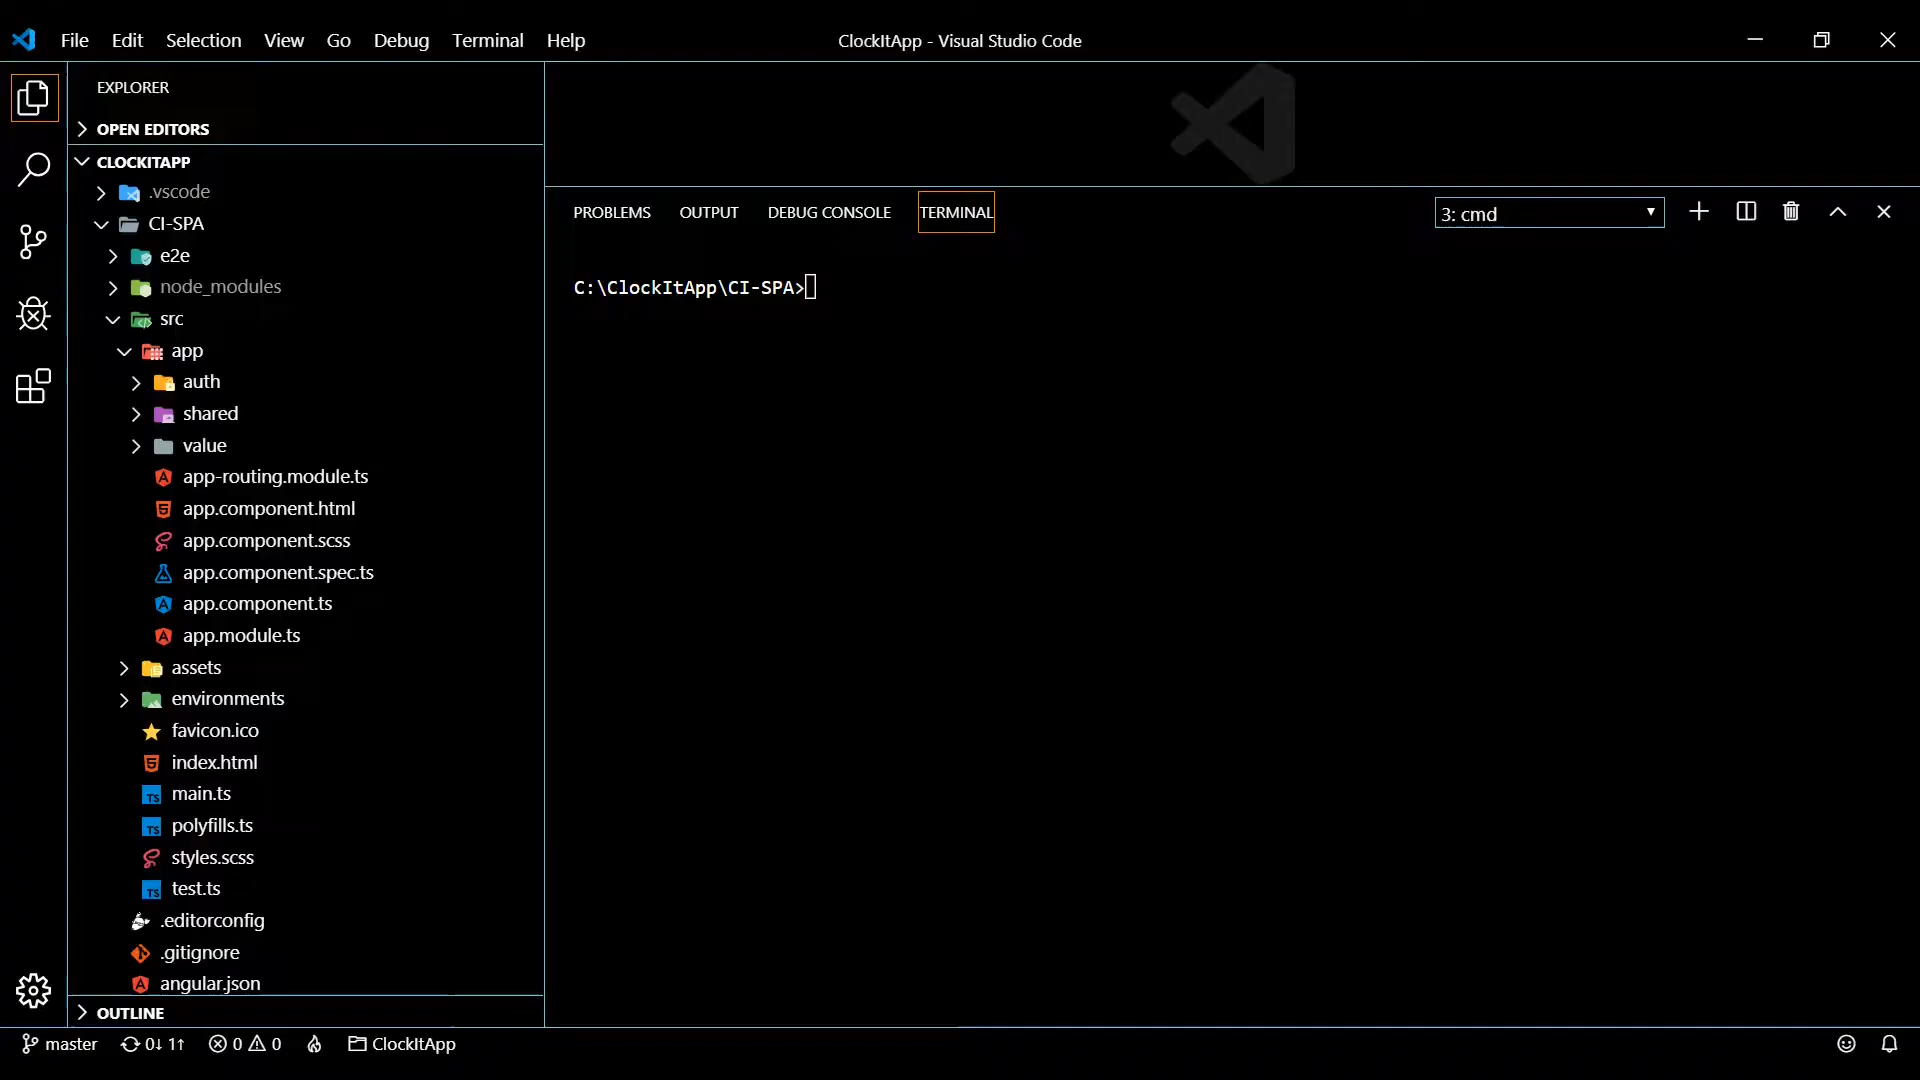 File Edit Selection View Go Debug Terminal Help
ClockItApp - Visual Studio Code
EXPLORER
OPEN EDITORS
CLOCKITAPP
.vscode
CI-SPA
e2e
node_modules
src
app
auth
shared
value
app-routing.module.ts
app.component.html
app.component.scss
app.component.spec.ts
app.component.ts
app.module.ts
assets
environments
favicon.ico
index.html
main.ts
polyfills.ts
styles.scss
test.ts
.editorconfig
.gitignore
angular.json
OUTLINE
PROBLEMS OUTPUT DEBUG CONSOLE TERMINAL
3: cmd
C:\ClockItApp\CI-SPA>
master 0↓ 1↑ 0 0 ClockItApp